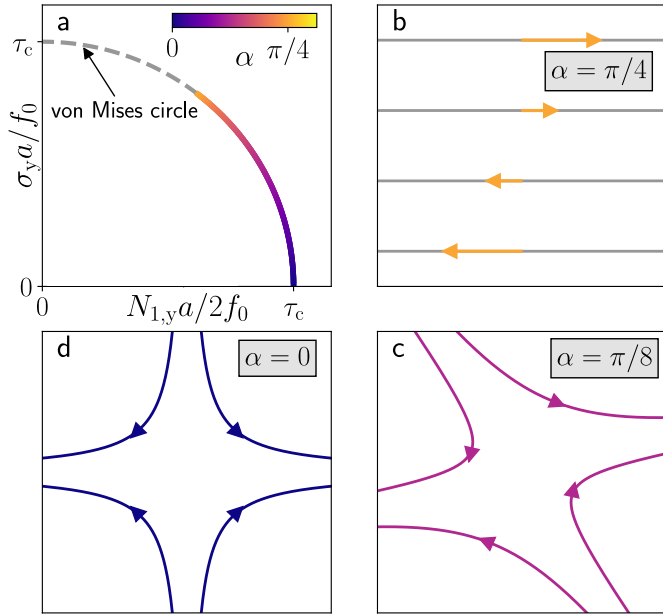 a
0
α
π/4
τc
von Mises circle
σya/f0
0
0
N1,ya/2f0
τc
b
α = π/4
d
α = 0
c
α = π/8